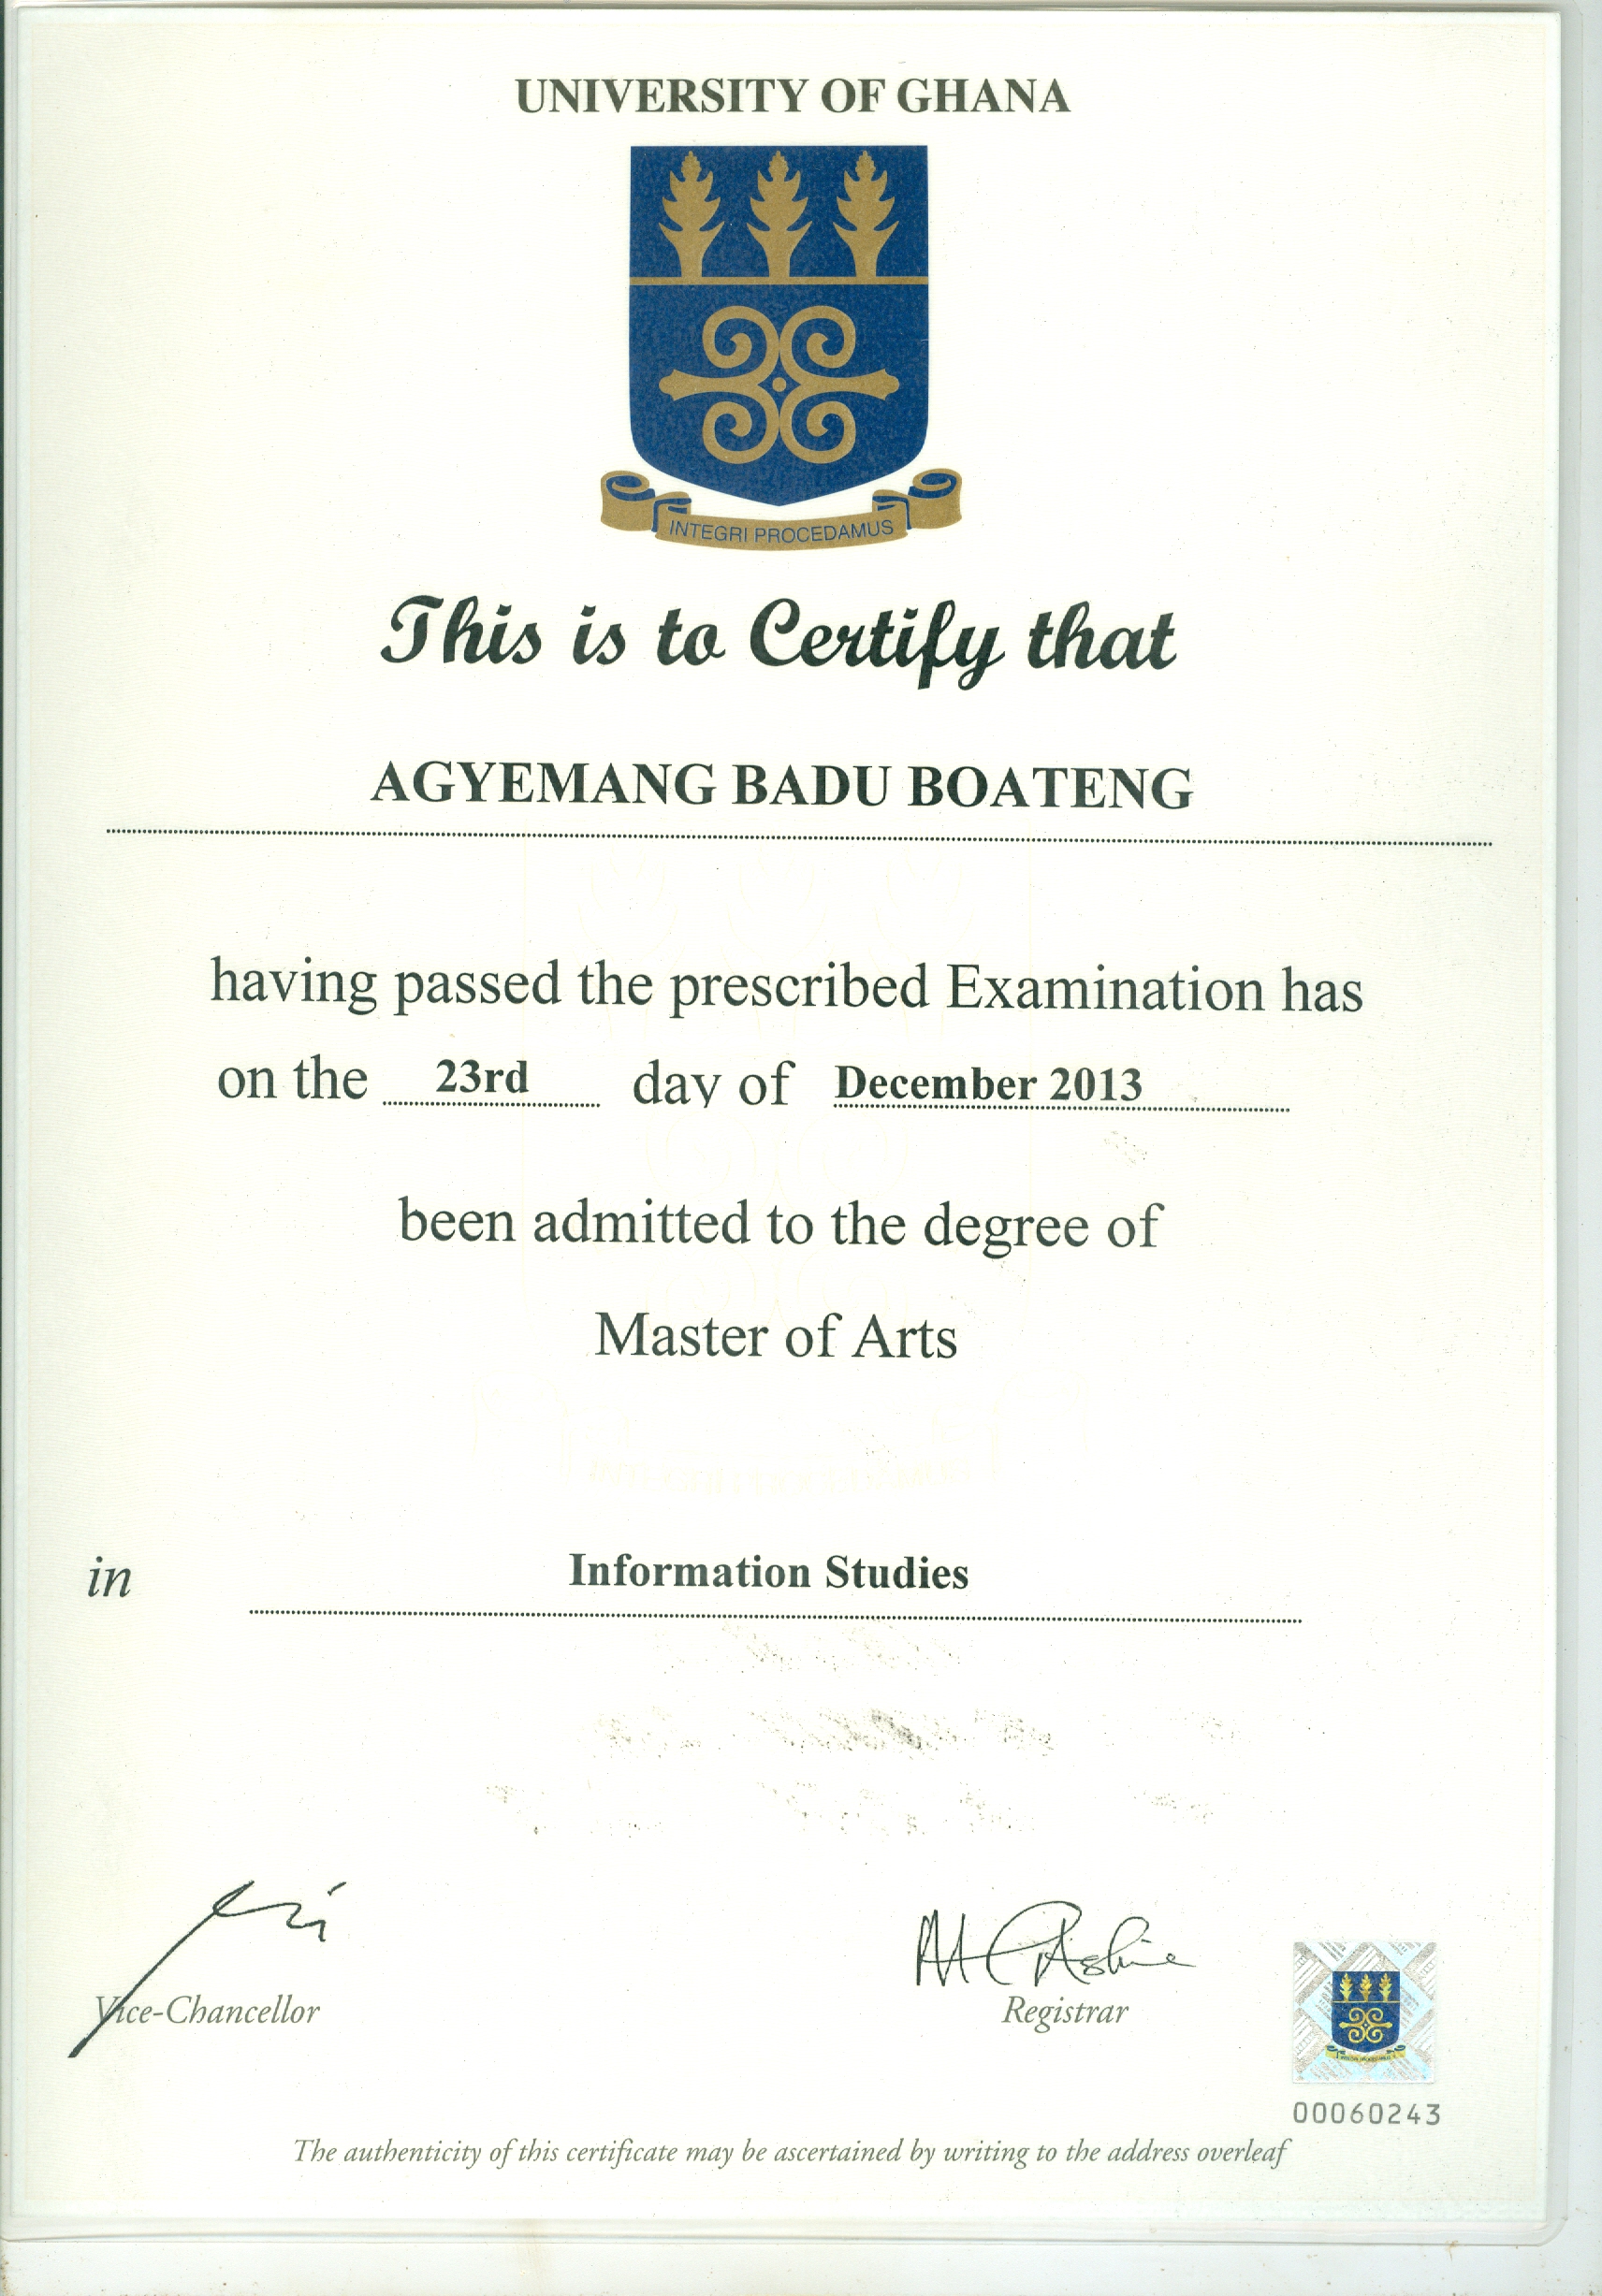 UNIVERSITY OF GHANA
INTEGRI PROCEDAMUS
This is to Certify that
AGYEMANG BADU BOATENG
having passed the prescribed Examination has
on the 23rd day of December 2013
been admitted to the degree of
Master of Arts
in Information Studies
Vice-Chancellor
Registrar
00060243
The authenticity of this certificate may be ascertained by writing to the address overleaf